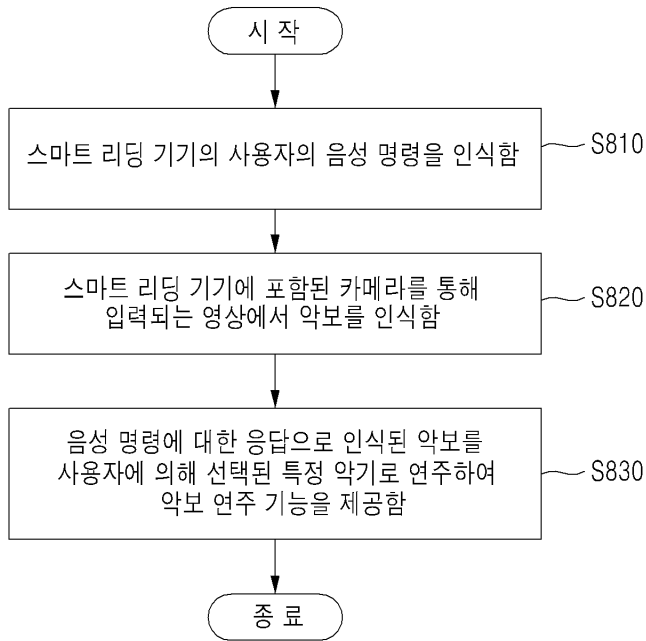 시 작
스마트 리딩 기기의 사용자의 음성 명령을 인식함
S810
스마트 리딩 기기에 포함된 카메라를 통해
입력되는 영상에서 악보를 인식함
S820
음성 명령에 대한 응답으로 인식된 악보를
사용자에 의해 선택된 특정 악기로 연주하여
악보 연주 기능을 제공함
S830
종 료